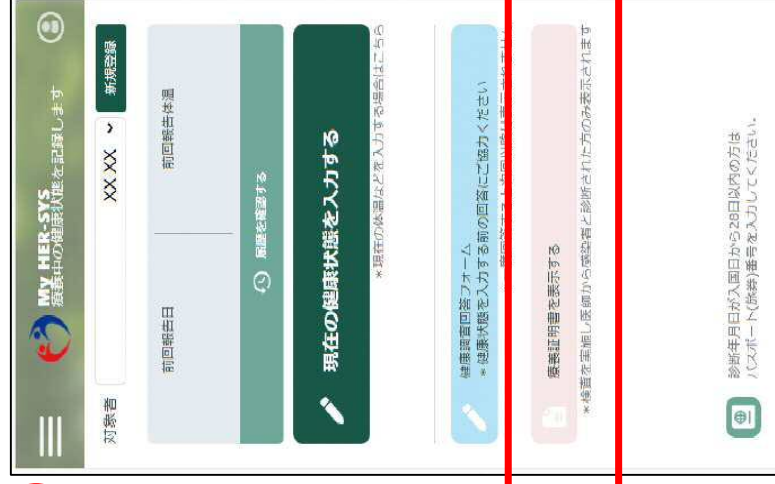 My HER-SYS
療養中の健康状態を記録します
対象者
XX XX
新規登録
前回報告日
前回報告体温
履歴を確認する
現在の健康状態を入力する
*現在の体温などを入力する場合はこちら
健康調査回答フォーム
*健康状態を入力する前の回答にご協力ください
療養証明書を表示する
*検査を実施し医師から感染者と診断された方のみ表示されます
診断年月日が入国日から28日以内の方は
パスポート(旅券)番号を入力してください。